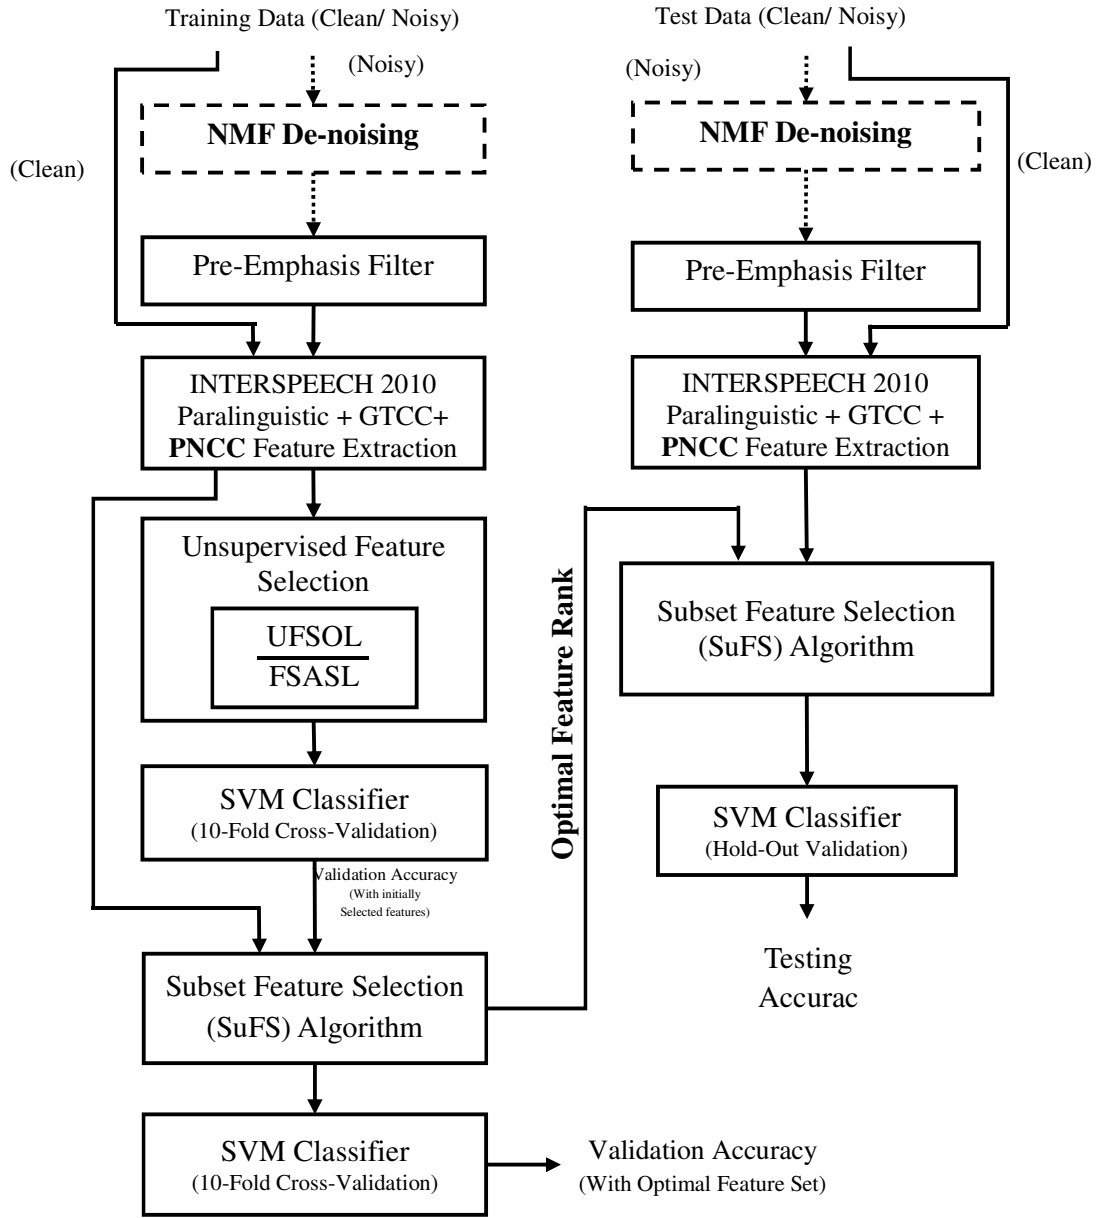 Training Data (Clean/ Noisy)
(Noisy)
NMF De-noising
(Clean)
Pre-Emphasis Filter
INTERSPEECH 2010
Paralinguistic + GTCC+
PNCC Feature Extraction
Unsupervised Feature
Selection
UFSOL
FSASL
SVM Classifier
(10-Fold Cross-Validation)
Validation Accuracy
(With initially
Selected features)
Subset Feature Selection
(SuFS) Algorithm
SVM Classifier
(10-Fold Cross-Validation)
Validation Accuracy
(With Optimal Feature Set)
Optimal Feature Rank
Test Data (Clean/ Noisy)
(Noisy)
NMF De-noising
(Clean)
Pre-Emphasis Filter
INTERSPEECH 2010
Paralinguistic + GTCC +
PNCC Feature Extraction
Subset Feature Selection
(SuFS) Algorithm
SVM Classifier
(Hold-Out Validation)
Testing
Accurac